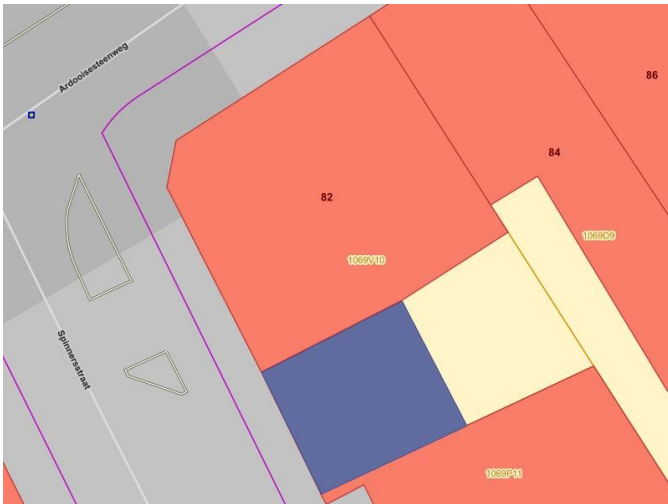 Ardooisesteenweg
86
84
82
1069D9
1069V10
Spinnersstraat
1069P11